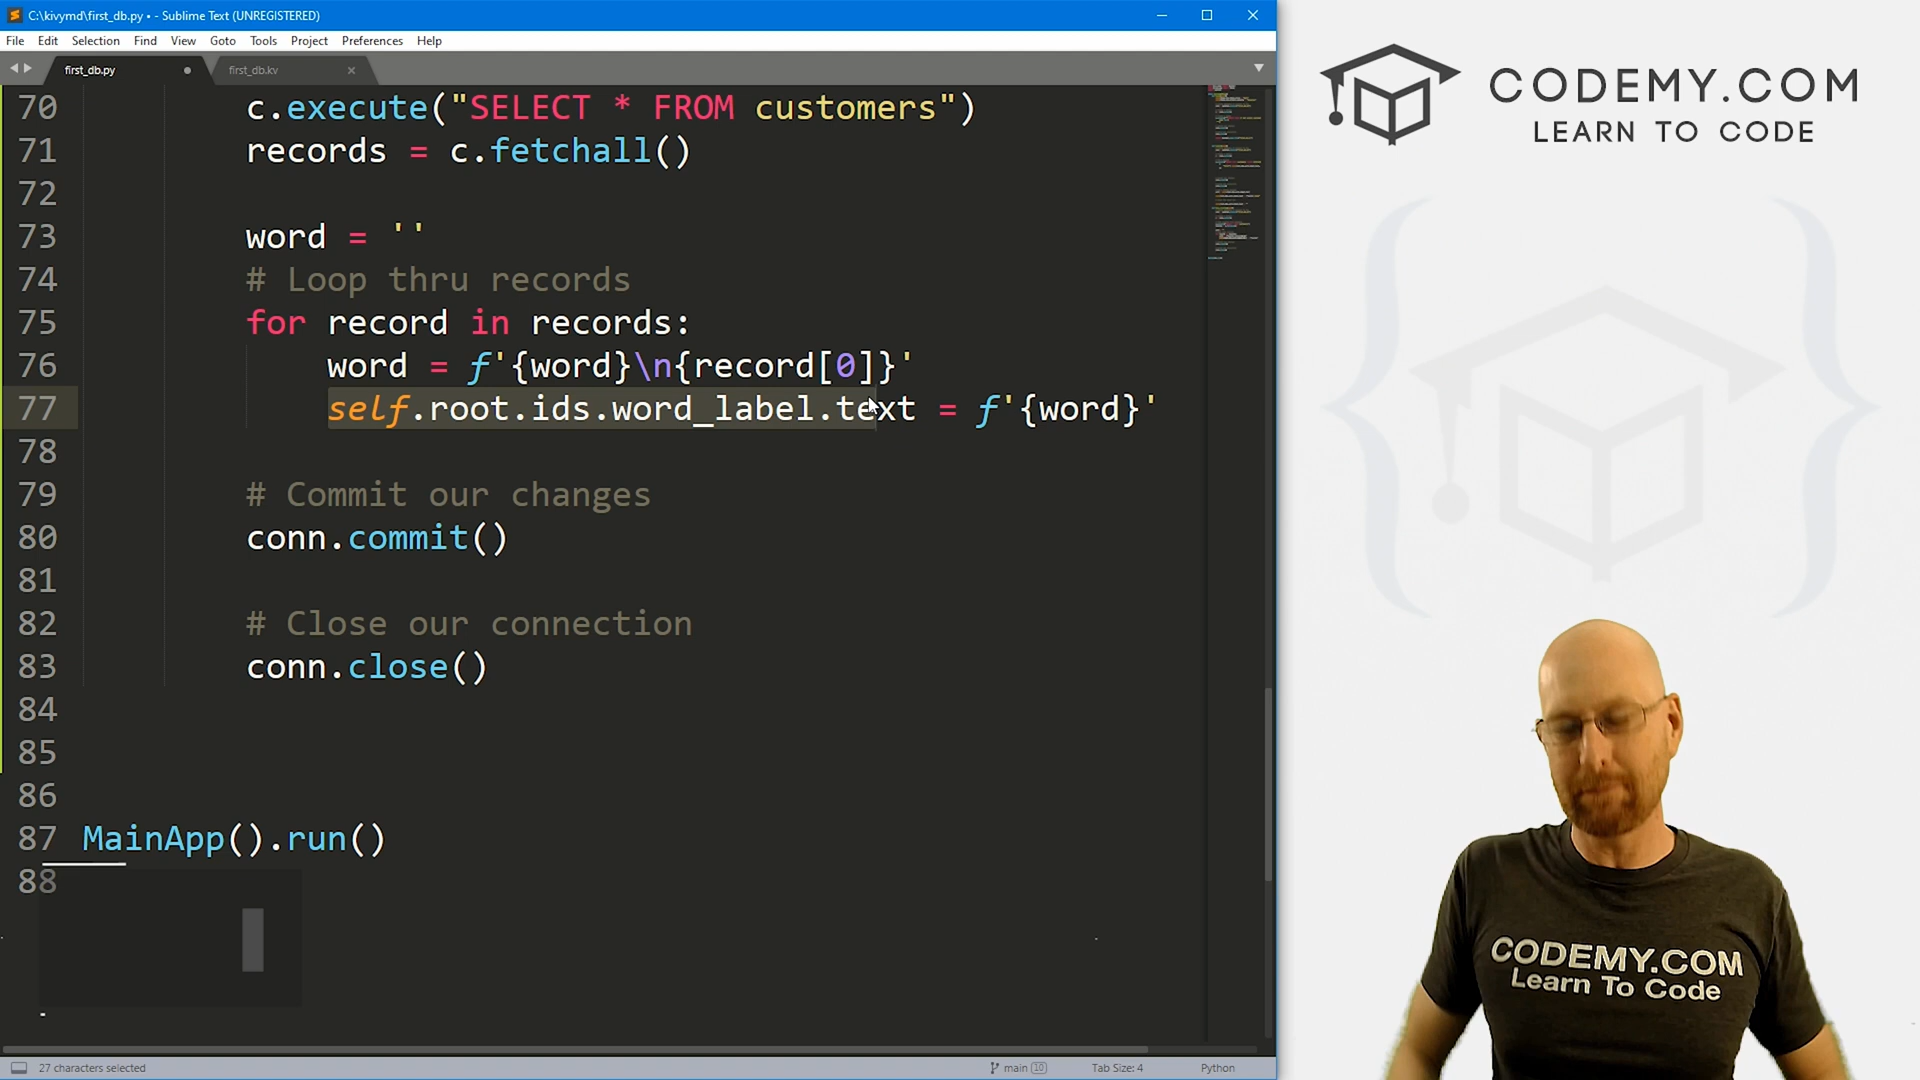 C:\kivymd\first_db.py • - Sublime Text (UNREGISTERED)
File Edit Selection Find View Goto Tools Project Preferences Help
first_db.py
first_db.kv
70 c.execute("SELECT * FROM customers")
71 records = c.fetchall()
72
73 word = ''
74 # Loop thru records
75 for record in records:
76 word = f'{word}\n{record[0]}'
77 self.root.ids.word_label.text = f'{word}'
78
79 # Commit our changes
80 conn.commit()
81
82 # Close our connection
83 conn.close()
84
85
86
87 MainApp().run()
88
27 characters selected
main 10
Tab Size: 4
Python
CODEMY.COM
LEARN TO CODE
CODEMY.COM
Learn To Code